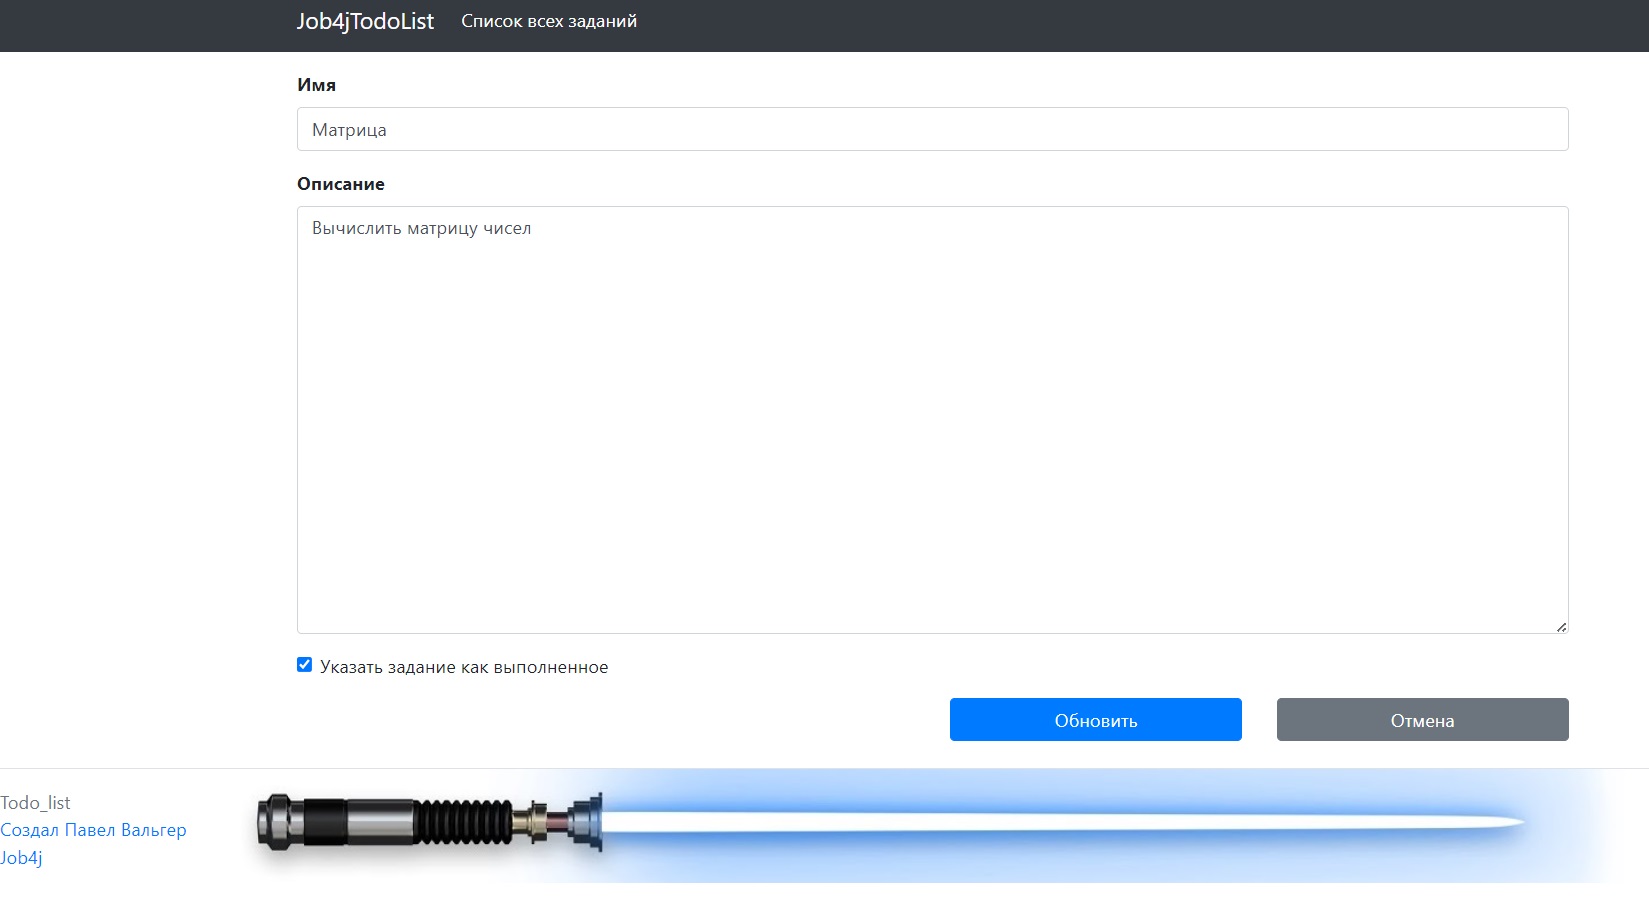 Job4jTodoList Список всех заданий
Имя
Матрица
Описание
Вычислить матрицу чисел
Указать задание как выполненное
Обновить Отмена
Todo_list
Создал Павел Вальгер
Job4j